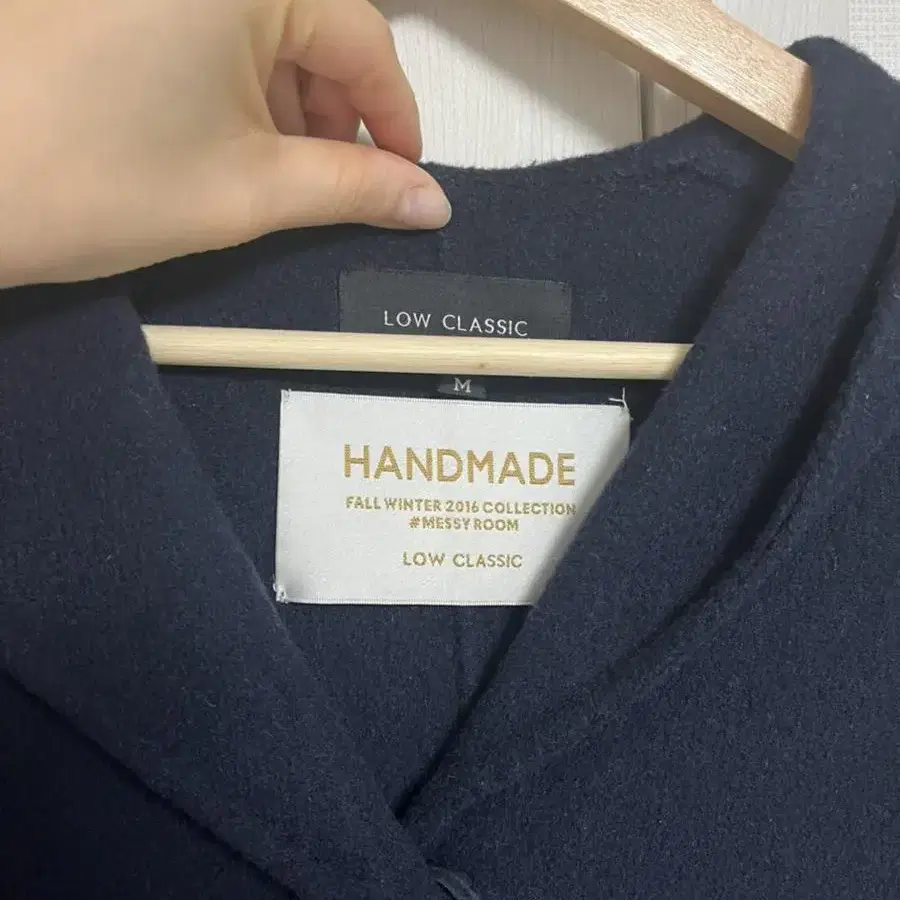 LOW CLASSIC
M
HANDMADE
FALL WINTER 2016 COLLECTION
#MESSY ROOM
LOW CLASSIC